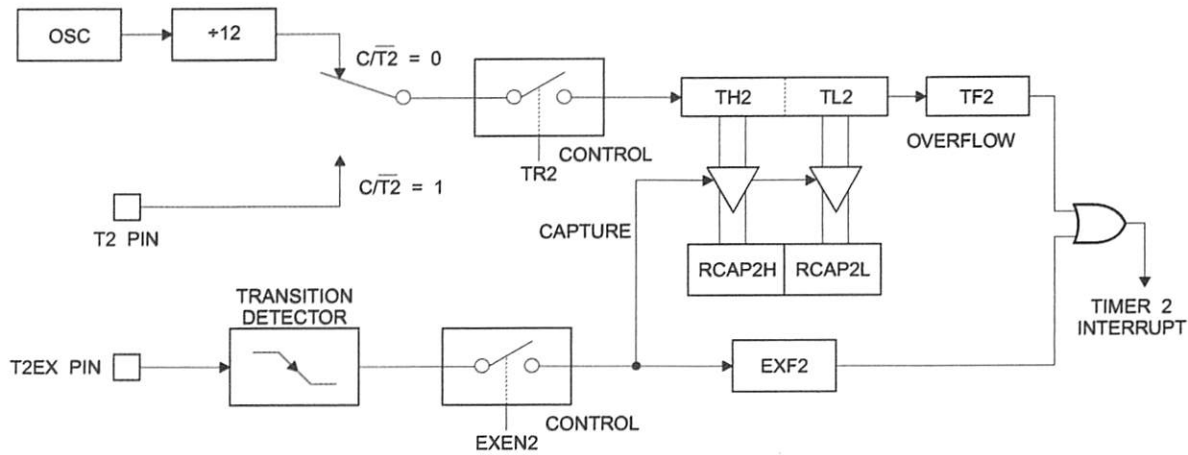 OSC
÷12
C/T2̅ = 0
TH2
TL2
TF2
OVERFLOW
CONTROL
TR2
C/T2̅ = 1
T2 PIN
CAPTURE
RCAP2H
RCAP2L
TIMER 2
INTERRUPT
TRANSITION
DETECTOR
T2EX PIN
EXF2
CONTROL
EXEN2